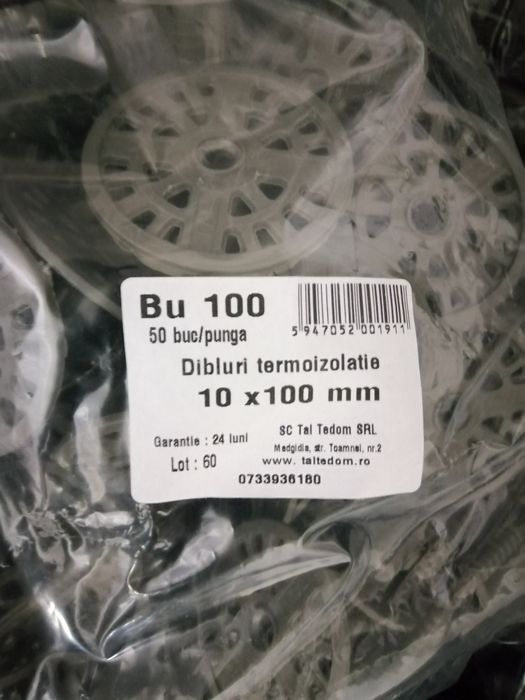 Bu 100
50 buc/punga
5 947052 001911
Dibluri termoizolatie
10 x100 mm
Garantie : 24 luni
Lot : 60
SC Tal Tedom SRL
Medgidia, str. Toamnei, nr.2
www. taltedom.ro
0733936180